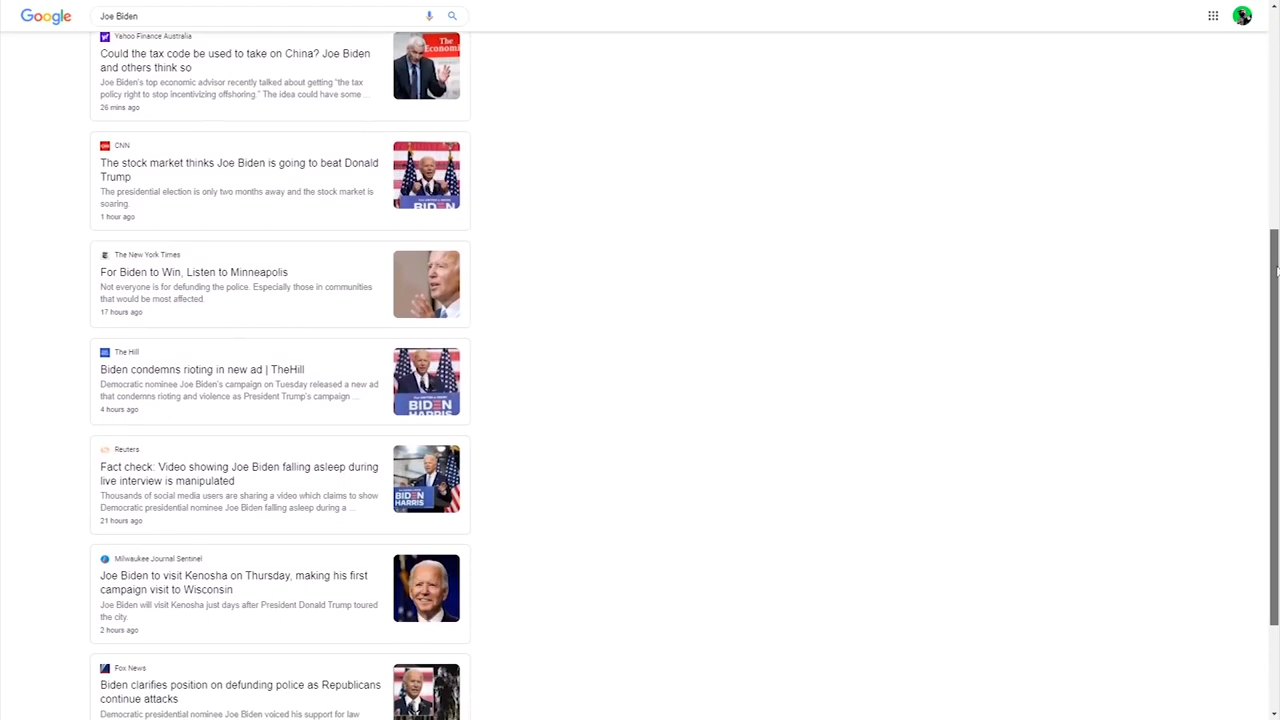 Google
Joe Biden
Yahoo Finance Australia
Could the tax code be used to take on China? Joe Biden
and others think so
Joe Biden's top economic advisor recently talked about getting "the tax
policy right to stop incentivizing offshoring." The idea could have some ...
26 mins ago
The
Economi
CNN
The stock market thinks Joe Biden is going to beat Donald
Trump
The presidential election is only two months away and the stock market is
soaring.
1 hour ago
BIDEN
The New York Times
For Biden to Win, Listen to Minneapolis
Not everyone is for defunding the police. Especially those in communities
that would be most affected.
17 hours ago
The Hill
Biden condemns rioting in new ad | TheHill
Democratic nominee Joe Biden's campaign on Tuesday released a new ad
that condemns rioting and violence as President Trump's campaign ...
4 hours ago
BIDEN
HARRIS
Reuters
Fact check: Video showing Joe Biden falling asleep during
live interview is manipulated
Thousands of social media users are sharing a video which claims to show
Democratic presidential nominee Joe Biden falling asleep during a ...
21 hours ago
BIDEN
HARRIS
Milwaukee Journal Sentinel
Joe Biden to visit Kenosha on Thursday, making his first
campaign visit to Wisconsin
Joe Biden will visit Kenosha just days after President Donald Trump toured
the city.
2 hours ago
Fox News
Biden clarifies position on defunding police as Republicans
continue attacks
Democratic presidential nominee Joe Biden voiced his support for law